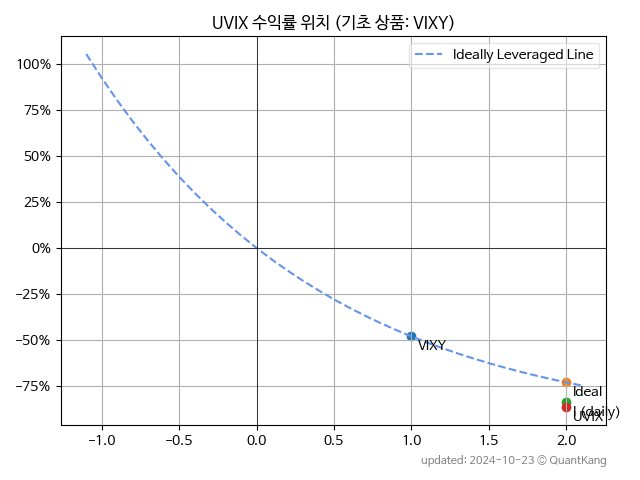 UVIX 수익률 위치 (기초 상품: VIXY)
Ideally Leveraged Line
100%
75%
50%
25%
0%
−25%
−50%
−75%
VIXY
Ideal
(daily)
UVIX
−1.0
−0.5
0.0
0.5
1.0
1.5
2.0
updated: 2024-10-23 © QuantKang